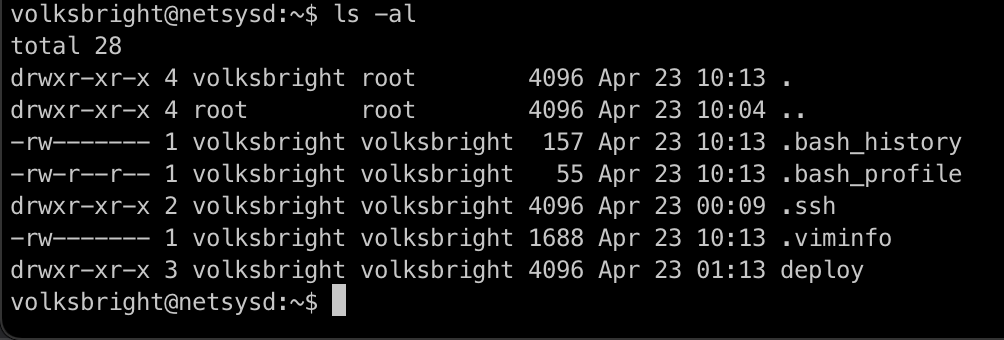 volksbright@netsysd:~$ ls -al
total 28
drwxr-xr-x 4 volksbright root        4096 Apr 23 10:13 .
drwxr-xr-x 4 root        root        4096 Apr 23 10:04 ..
-rw------- 1 volksbright volksbright  157 Apr 23 10:13 .bash_history
-rw-r--r-- 1 volksbright volksbright   55 Apr 23 10:13 .bash_profile
drwxr-xr-x 2 volksbright volksbright 4096 Apr 23 00:09 .ssh
-rw------- 1 volksbright volksbright 1688 Apr 23 10:13 .viminfo
drwxr-xr-x 3 volksbright volksbright 4096 Apr 23 01:13 deploy
volksbright@netsysd:~$